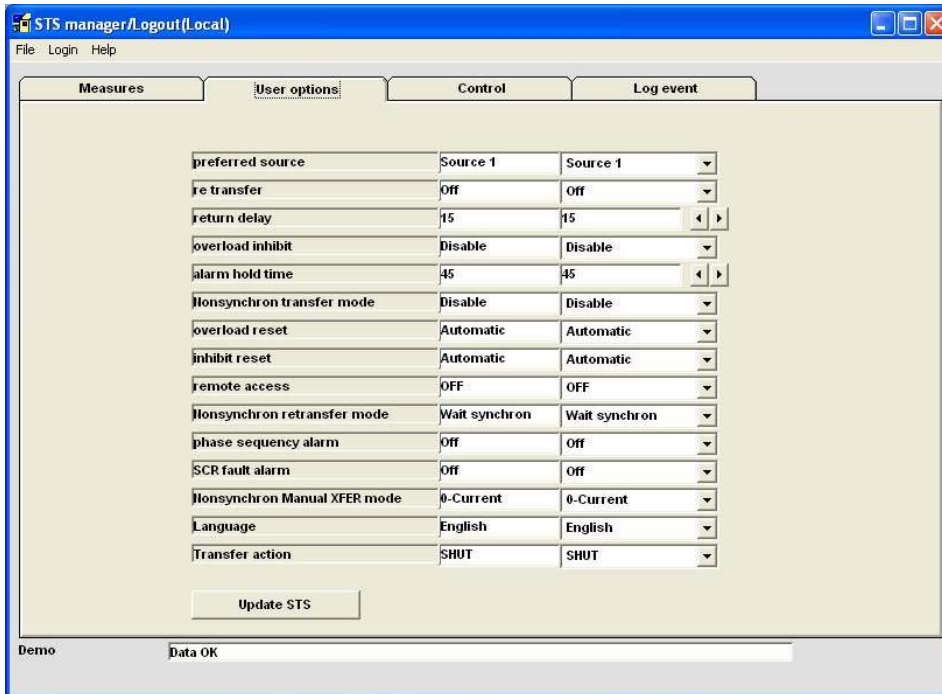 STS manager/Logout(Local)
File Login Help
Measures User options Control Log event
preferred source Source 1 Source 1
re transfer Off Off
return delay 15 15
overload inhibit Disable Disable
alarm hold time 45 45
Nonsynchron transfer mode Disable Disable
overload reset Automatic Automatic
inhibit reset Automatic Automatic
remote access OFF OFF
Nonsynchron retransfer mode Wait synchron Wait synchron
phase sequency alarm Off Off
SCR fault alarm Off Off
Nonsynchron Manual XFER mode 0-Current 0-Current
Language English English
Transfer action SHUT SHUT
Update STS
Demo Data OK